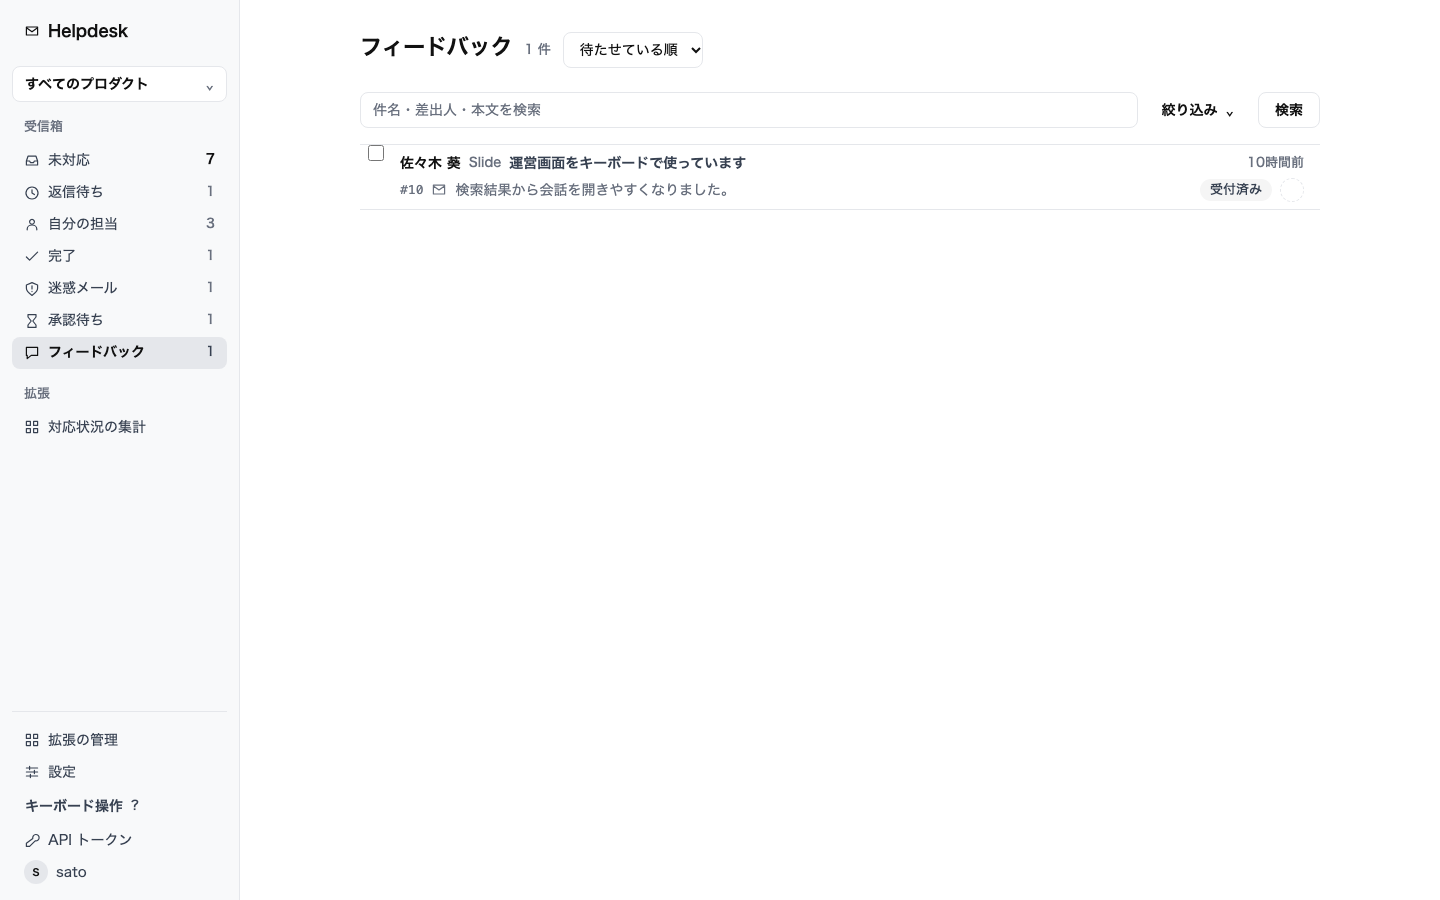 Helpdesk
すべてのプロダクト
受信箱
未対応 7
返信待ち 1
自分の担当 3
完了 1
迷惑メール 1
承認待ち 1
フィードバック 1
拡張
対応状況の集計
拡張の管理
設定
キーボード操作 ?
API トークン
S sato
フィードバック 1 件 待たせている順
件名・差出人・本文を検索 絞り込み 検索
佐々木 葵 Slide 運営画面をキーボードで使っています 10時間前
#10 検索結果から会話を開きやすくなりました。 受付済み